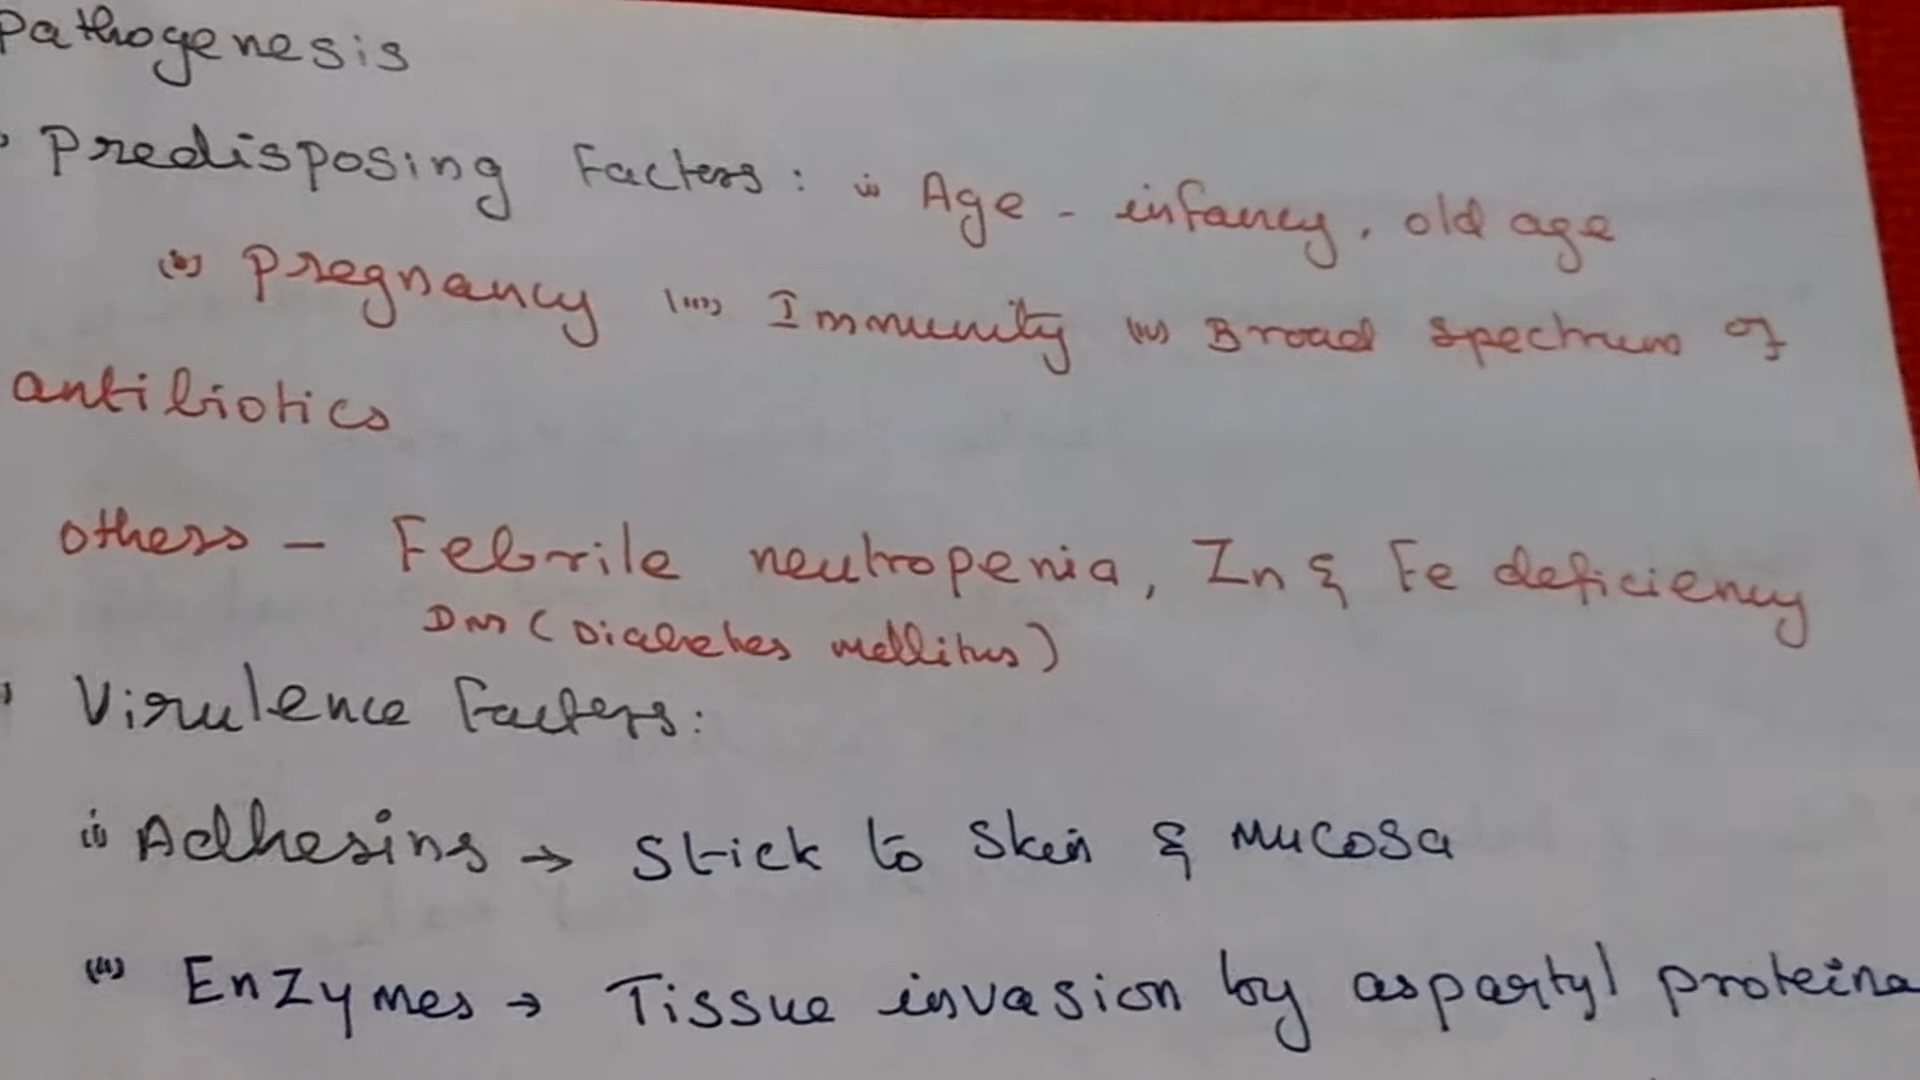 Pathogenesis
Predisposing Factors: (i) Age - infancy, old age
(ii) Pregnancy (iii) Immunity (iv) Broad spectrum of
antibiotics
others - Febrile neutropenia, Zn & Fe deficiency
DM (Diabetes mellitus)
Virulence Factors:
(i) Adhesins → Stick to Skin & Mucosa
(ii) Enzymes → Tissue invasion by aspartyl proteina